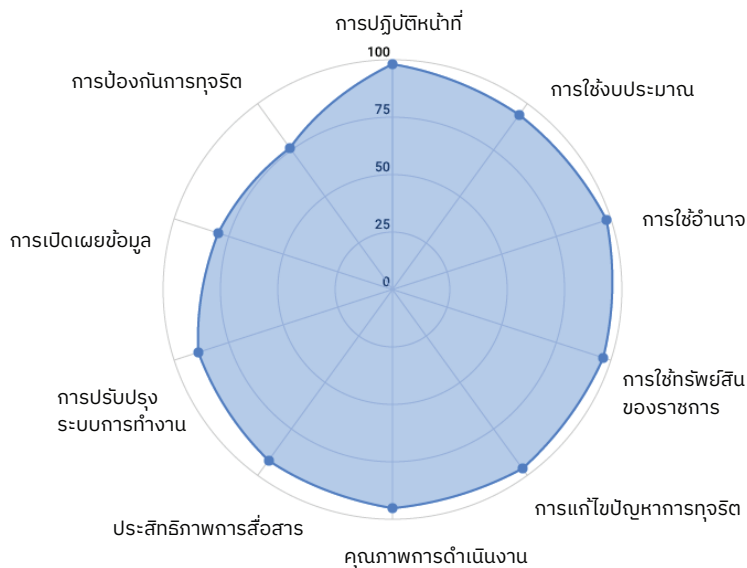 การปฏิบัติหน้าที่
การใช้งบประมาณ
การใช้อำนาจ
การใช้ทรัพย์สิน
ของราชการ
การแก้ไขปัญหาการทุจริต
คุณภาพการดำเนินงาน
ประสิทธิภาพการสื่อสาร
การปรับปรุง
ระบบการทำงาน
การเปิดเผยข้อมูล
การป้องกันการทุจริต
100
75
50
25
0